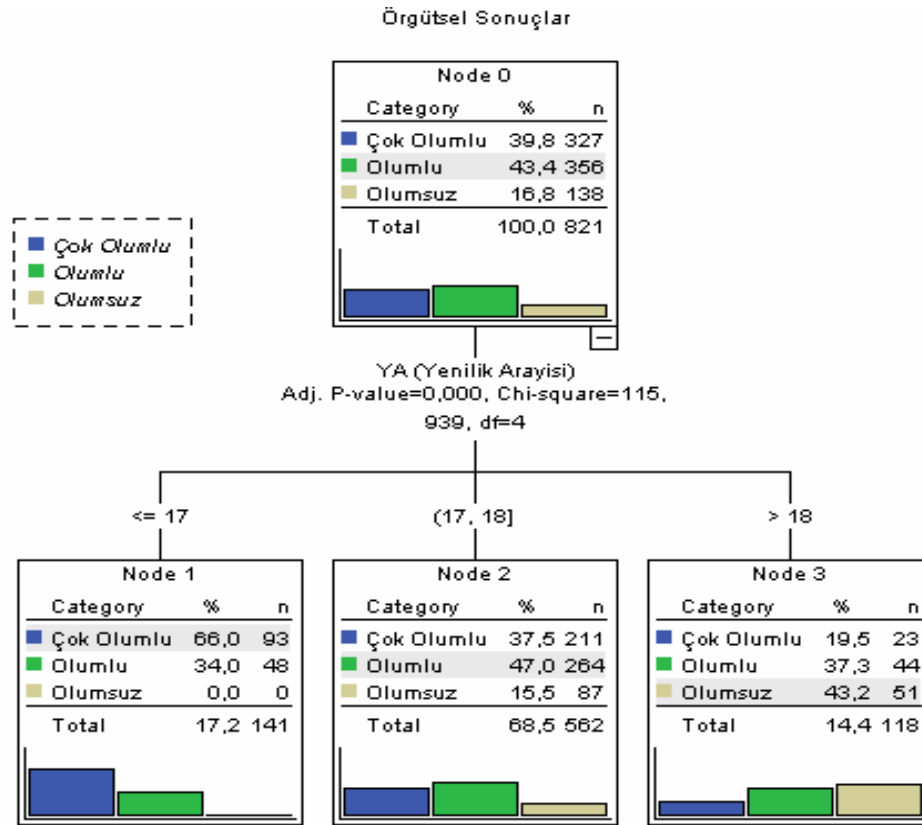 Örgütsel Sonuçlar
Node 0
Category % n
Çok Olumlu 39,8 327
Olumlu 43,4 356
Olumsuz 16,8 138
Total 100,0 821
Çok Olumlu
Olumlu
Olumsuz
YA (Yenilik Arayisi)
Adj. P-value=0,000, Chi-square=115,
939, df=4
<= 17
(17, 18]
> 18
Node 1
Category % n
Çok Olumlu 66,0 93
Olumlu 34,0 48
Olumsuz 0,0 0
Total 17,2 141
Node 2
Category % n
Çok Olumlu 37,5 211
Olumlu 47,0 264
Olumsuz 15,5 87
Total 68,5 562
Node 3
Category % n
Çok Olumlu 19,5 23
Olumlu 37,3 44
Olumsuz 43,2 51
Total 14,4 118